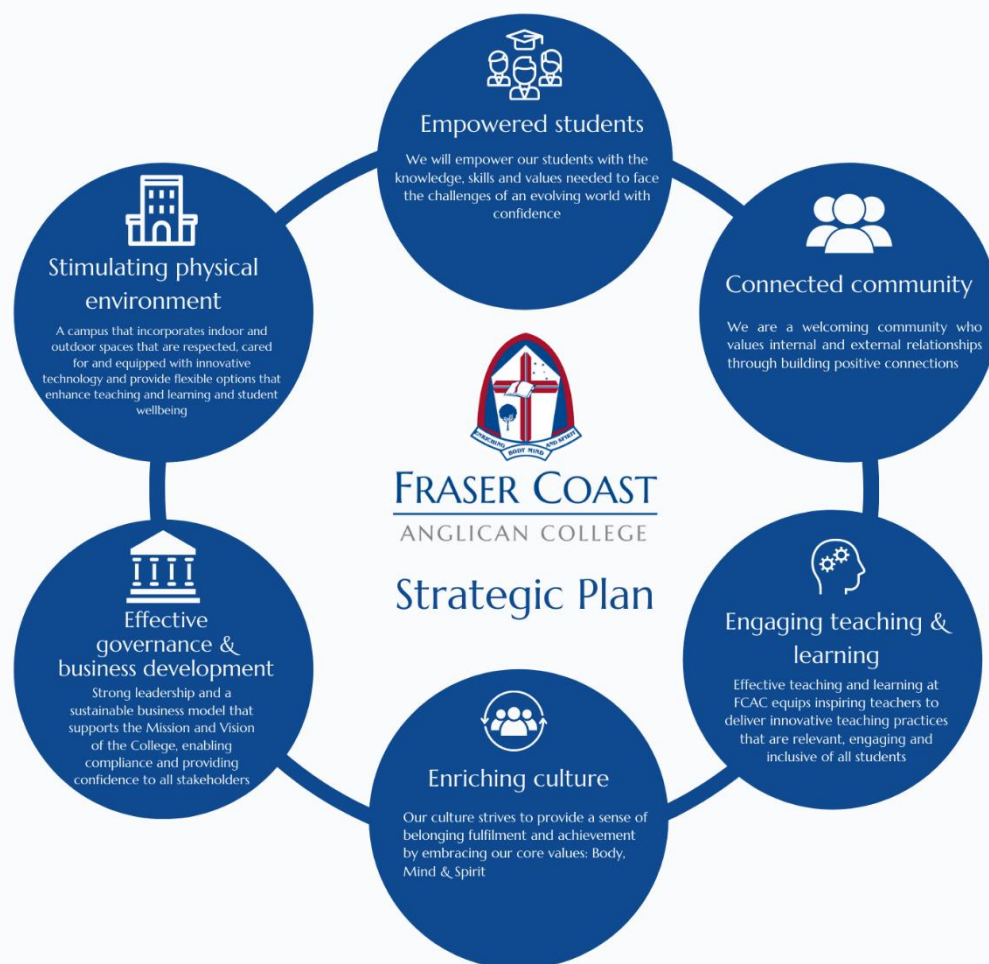 Empowered students
We will empower our students with the
knowledge, skills and values needed to face
the challenges of an evolving world with
confidence
Connected community
We are a welcoming community who
values internal and external relationships
through building positive connections
Engaging teaching &
learning
Effective teaching and learning at
FCAC equips inspiring teachers to
deliver innovative teaching practices
that are relevant, engaging and
inclusive of all students
Enriching culture
Our culture strives to provide a sense of
belonging fulfilment and achievement
by embracing our core values: Body,
Mind & Spirit
Effective
governance &
business development
Strong leadership and a
sustainable business model that
supports the Mission and Vision
of the College, enabling
compliance and providing
confidence to all stakeholders
Stimulating physical
environment
A campus that incorporates indoor and
outdoor spaces that are respected, cared
for and equipped with innovative
technology and provide flexible options that
enhance teaching and learning and student
wellbeing
ENRICHING BODY MIND AND SPIRIT
FRASER COAST
ANGLICAN COLLEGE
Strategic Plan